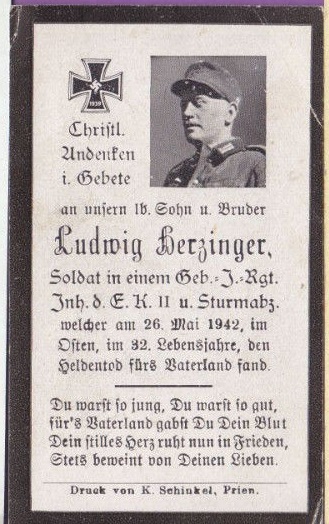 1939
Christl.
Andenken
i. Gebete
an unsern lb. Sohn u. Bruder
Ludwig Herzinger,
Soldat in einem Geb.-J.-Rgt.
Inh. d. E. K. II u. Sturmabz.
welcher am 26. Mai 1942, im
Osten, im 32. Lebensjahre, den
Heldentod fürs Vaterland fand.
Du warst so jung, Du warst so gut,
für's Vaterland gabst Du Dein Blut
Dein stilles Herz ruht nun in Frieden,
Stets beweint von Deinen Lieben.
Druck von K. Schinkel, Prien.